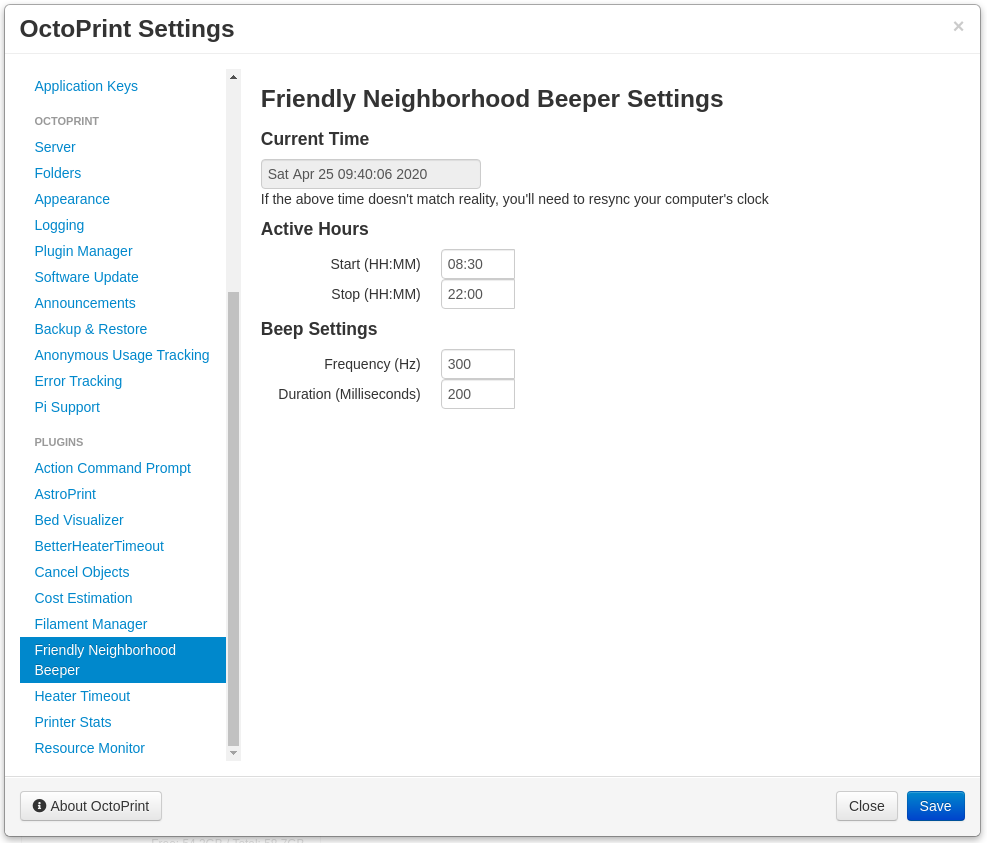 OctoPrint Settings
×
Application Keys
OCTOPRINT
Server
Folders
Appearance
Logging
Plugin Manager
Software Update
Announcements
Backup & Restore
Anonymous Usage Tracking
Error Tracking
Pi Support
PLUGINS
Action Command Prompt
AstroPrint
Bed Visualizer
BetterHeaterTimeout
Cancel Objects
Cost Estimation
Filament Manager
Friendly Neighborhood
Beeper
Heater Timeout
Printer Stats
Resource Monitor
Friendly Neighborhood Beeper Settings
Current Time
Sat Apr 25 09:40:06 2020
If the above time doesn't match reality, you'll need to resync your computer's clock
Active Hours
Start (HH:MM) 08:30
Stop (HH:MM) 22:00
Beep Settings
Frequency (Hz) 300
Duration (Milliseconds) 200
About OctoPrint
Close Save